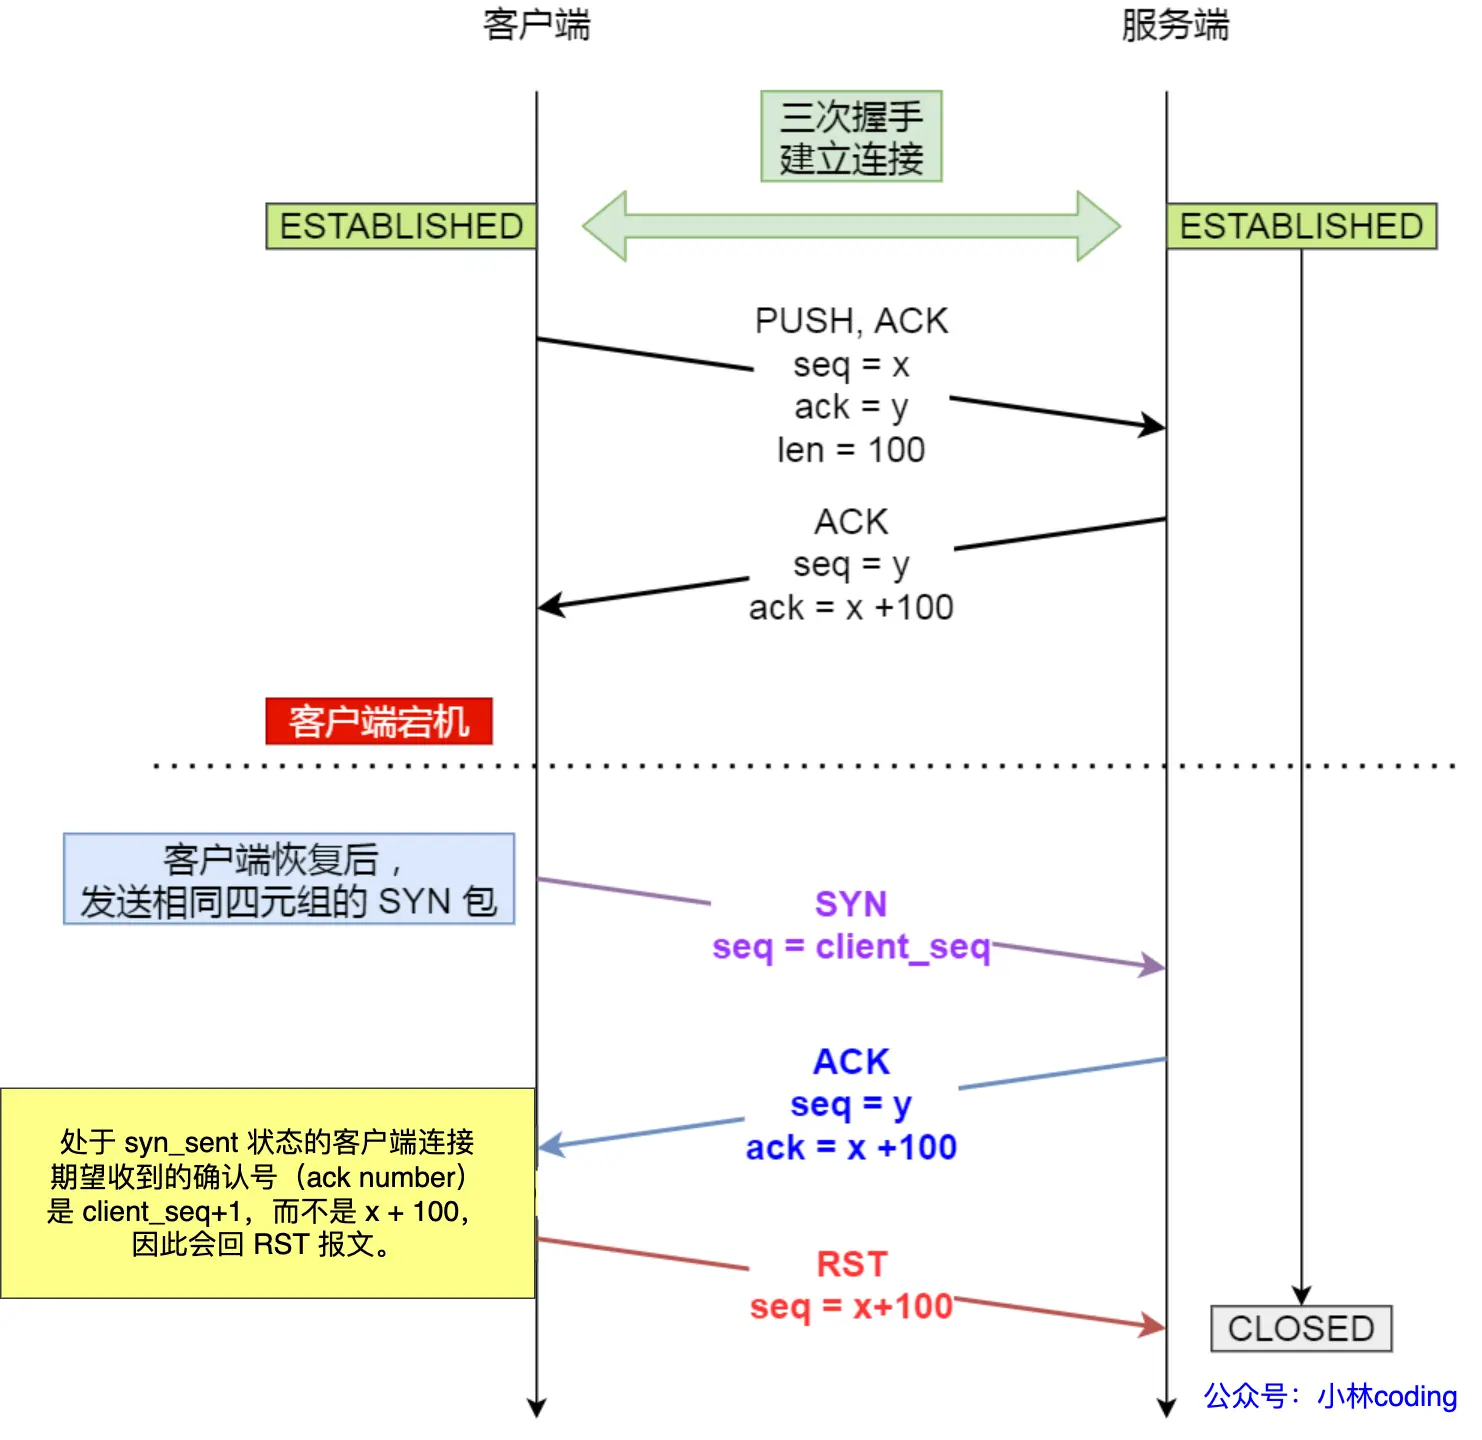 客户端
服务端
三次握手
建立连接
ESTABLISHED
ESTABLISHED
PUSH, ACK
seq = x
ack = y
len = 100
ACK
seq = y
ack = x +100
客户端宕机
客户端恢复后，
发送相同四元组的 SYN 包
SYN
seq = client_seq
ACK
seq = y
ack = x +100
处于 syn_sent 状态的客户端连接
期望收到的确认号（ack number）
是 client_seq+1，而不是 x + 100，
因此会回 RST 报文。
RST
seq = x+100
CLOSED
公众号：小林coding